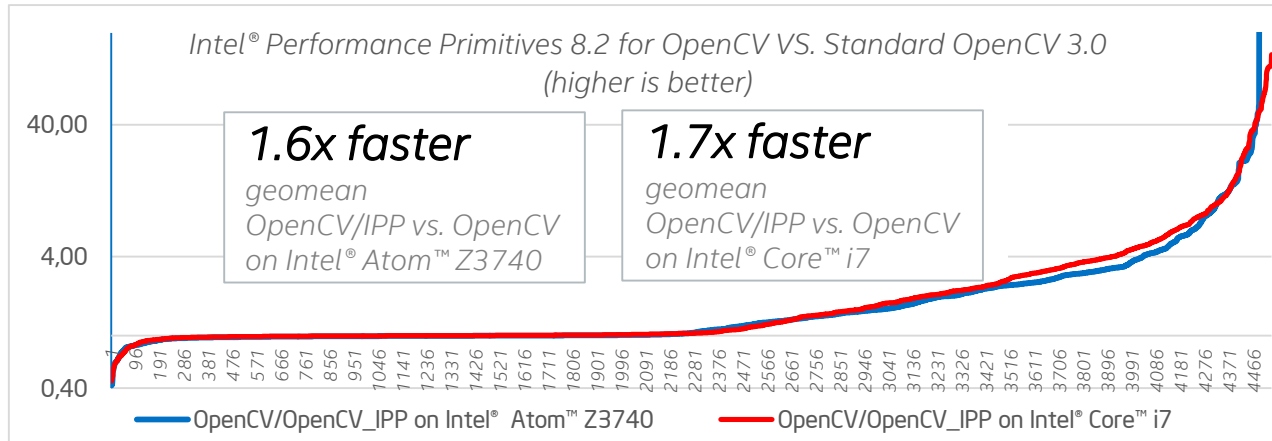 Intel® Performance Primitives 8.2 for OpenCV VS. Standard OpenCV 3.0
(higher is better)
40,00
1.6x faster
geomean
OpenCV/IPP vs. OpenCV
on Intel® Atom™ Z3740
1.7x faster
geomean
OpenCV/IPP vs. OpenCV
on Intel® Core™ i7
4,00
0,40
1 96 191 286 381 476 571 666 761 856 951 1046 1141 1236 1331 1426 1521 1616 1711 1806 1901 1996 2091 2186 2281 2376 2471 2566 2661 2756 2851 2946 3041 3136 3231 3326 3421 3516 3611 3706 3801 3896 3991 4086 4181 4276 4371 4466
OpenCV/OpenCV_IPP on Intel® Atom™ Z3740
OpenCV/OpenCV_IPP on Intel® Core™ i7